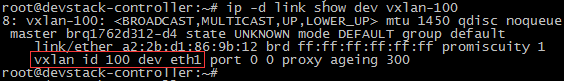 root@devstack-controller:~# ip -d link show dev vxlan-100
8: vxlan-100: <BROADCAST,MULTICAST,UP,LOWER_UP> mtu 1450 qdisc noqueue
master brq1762d312-d4 state UNKNOWN mode DEFAULT group default
link/ether a2:2b:d1:86:9b:12 brd ff:ff:ff:ff:ff:ff promiscuity 1
vxlan id 100 dev eth1 port 0 0 proxy ageing 300
root@devstack-controller:~#